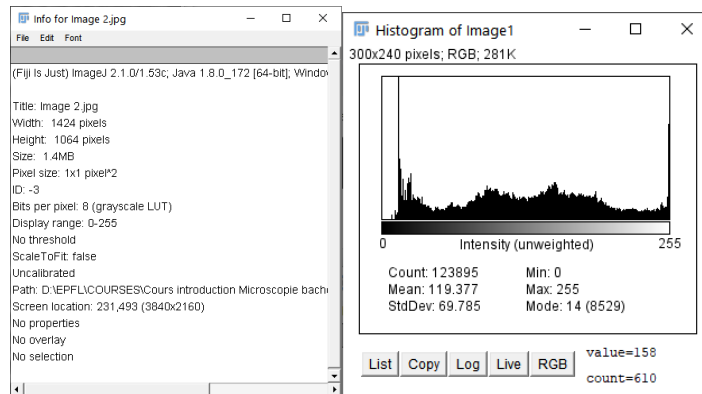 Info for Image 2.jpg
File Edit Font
(Fiji Is Just) ImageJ 2.1.0/1.53c; Java 1.8.0_172 [64-bit]; Window
Title: Image 2.jpg
Width: 1424 pixels
Height: 1064 pixels
Size: 1.4MB
Pixel size: 1x1 pixel^2
ID: -3
Bits per pixel: 8 (grayscale LUT)
Display range: 0-255
No threshold
ScaleToFit: false
Uncalibrated
Path: D:\EPFL\COURSES\Cours introduction Microscopie bach
Screen location: 231,493 (3840x2160)
No properties
No overlay
No selection
Histogram of Image1
300x240 pixels; RGB; 281K
0 Intensity (unweighted) 255
Count: 123895 Min: 0
Mean: 119.377 Max: 255
StdDev: 69.785 Mode: 14 (8529)
List Copy Log Live RGB
value=158
count=610